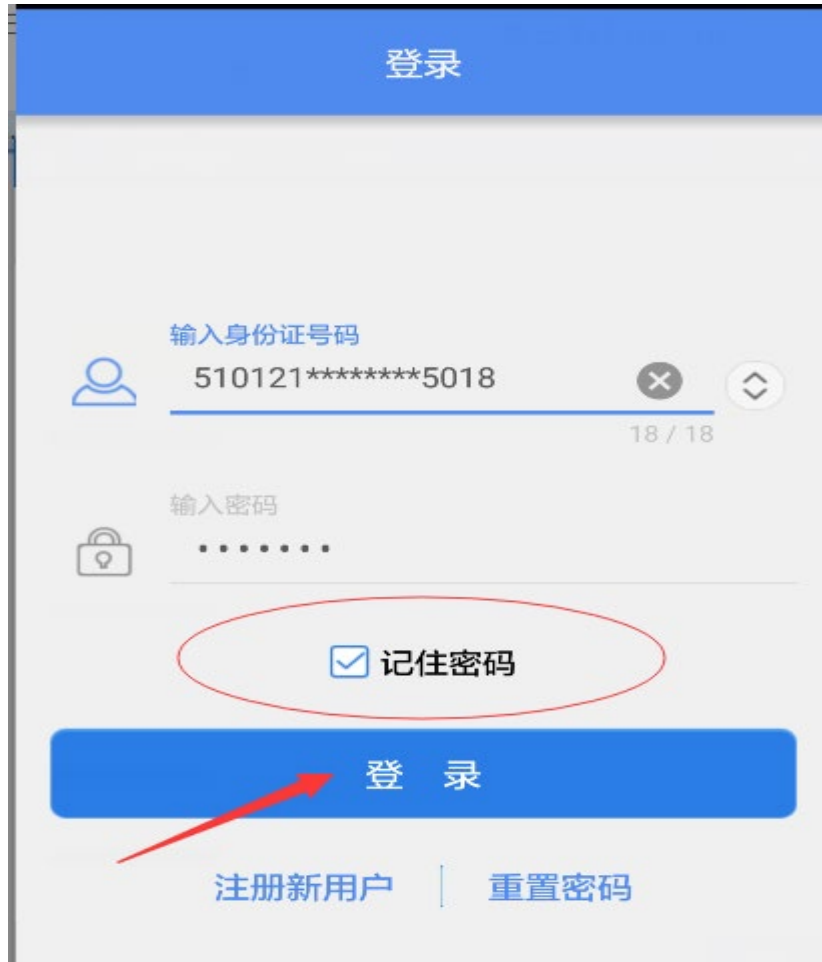 登录
输入身份证号码
510121********5018
18 / 18
输入密码
•••••••
记住密码
登 录
注册新用户 重置密码